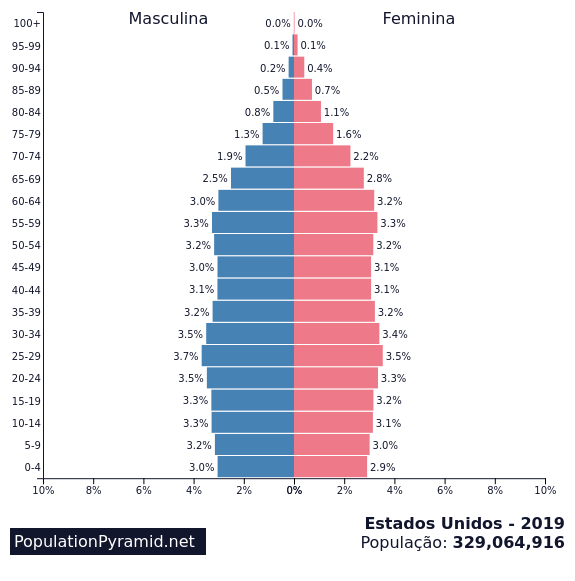 Masculina Feminina
100+ 0.0% 0.0%
95-99 0.1% 0.1%
90-94 0.2% 0.4%
85-89 0.5% 0.7%
80-84 0.8% 1.1%
75-79 1.3% 1.6%
70-74 1.9% 2.2%
65-69 2.5% 2.8%
60-64 3.0% 3.2%
55-59 3.3% 3.3%
50-54 3.2% 3.2%
45-49 3.0% 3.1%
40-44 3.1% 3.1%
35-39 3.2% 3.2%
30-34 3.5% 3.4%
25-29 3.7% 3.5%
20-24 3.5% 3.3%
15-19 3.3% 3.2%
10-14 3.3% 3.1%
5-9 3.2% 3.0%
0-4 3.0% 2.9%
10% 8% 6% 4% 2% 0% 2% 4% 6% 8% 10%
Estados Unidos - 2019
PopulationPyramid.net
População: 329,064,916